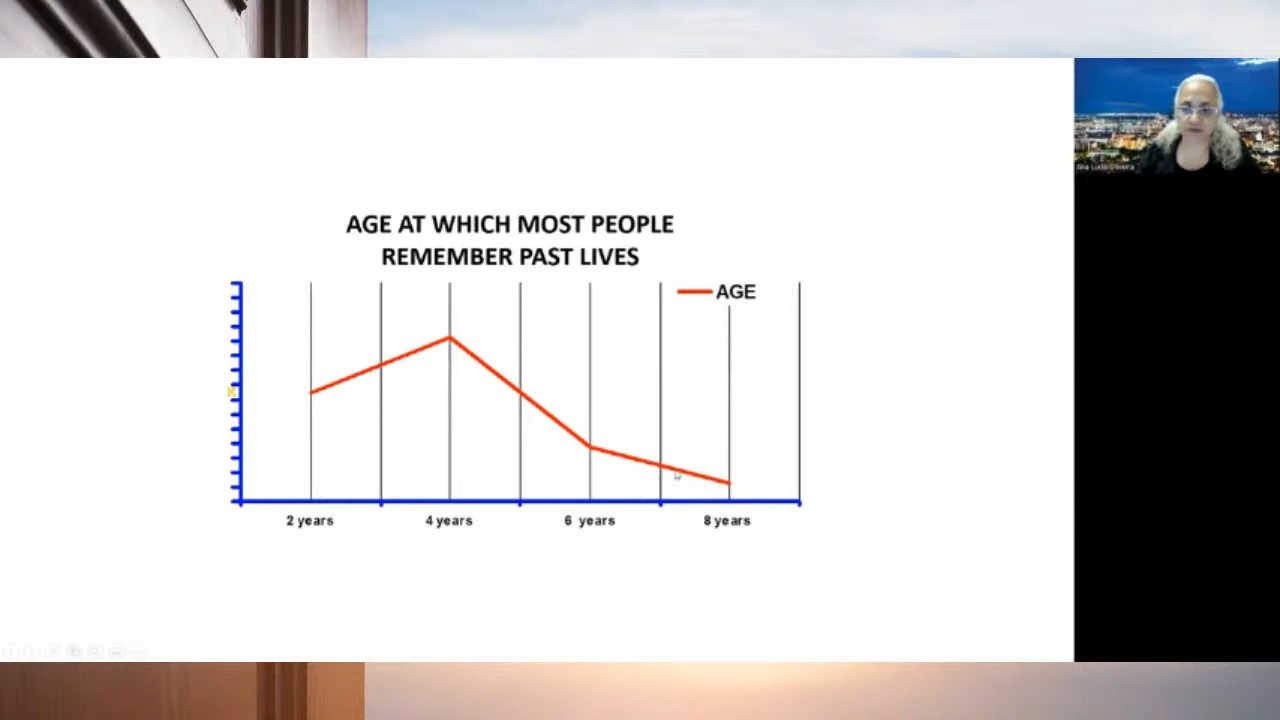 AGE AT WHICH MOST PEOPLE
REMEMBER PAST LIVES
AGE
2 years
4 years
6 years
8 years